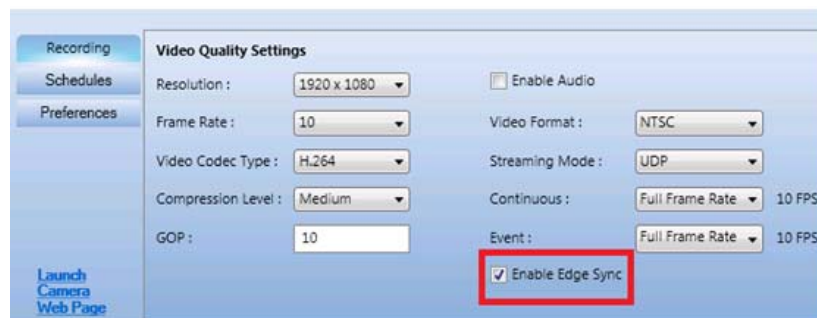 Recording
Schedules
Preferences
Launch
Camera
Web Page
Video Quality Settings
Resolution : 1920 x 1080 Enable Audio
Frame Rate : 10 Video Format : NTSC
Video Codec Type : H.264 Streaming Mode : UDP
Compression Level : Medium Continuous : Full Frame Rate 10 FPS
GOP : 10 Event : Full Frame Rate 10 FPS
Enable Edge Sync